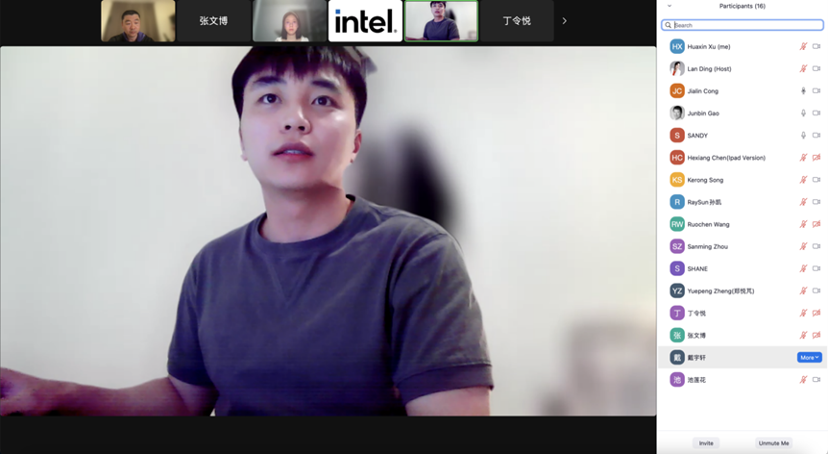 张文博
intel.
丁令悦
Participants (16)
Search
HX Huaxin Xu (me)
Lan Ding (Host)
JC Jialin Cong
Junbin Gao
S SANDY
HC Hexiang Chen(Ipad Version)
KS Kerong Song
R RaySun孙凯
RW Ruochen Wang
SZ Sanming Zhou
S SHANE
YZ Yuepeng Zheng(郑悦芃)
丁 丁令悦
张 张文博
戴 戴宇轩 More
池 池莲花
Invite Unmute Me